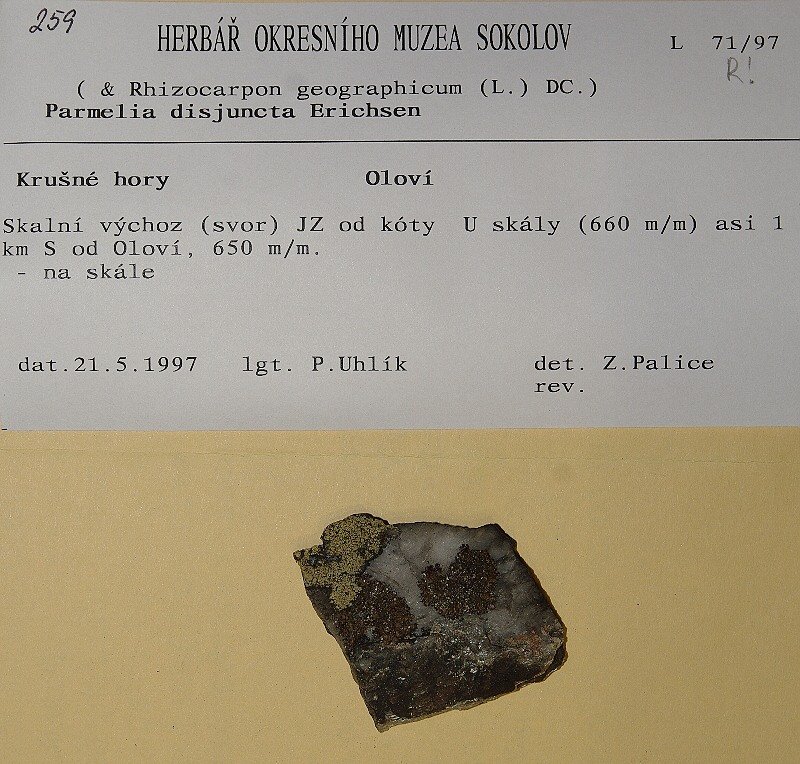 259
HERBÁŘ OKRESNÍHO MUZEA SOKOLOV L 71/97
R!
( & Rhizocarpon geographicum (L.) DC.)
Parmelia disjuncta Erichsen
Krušné hory Oloví
Skalní výchoz (svor) JZ od kóty U skály (660 m/m) asi 1
km S od Oloví, 650 m/m.
- na skále
dat.21.5.1997 lgt. P.Uhlík det. Z.Palice
rev.